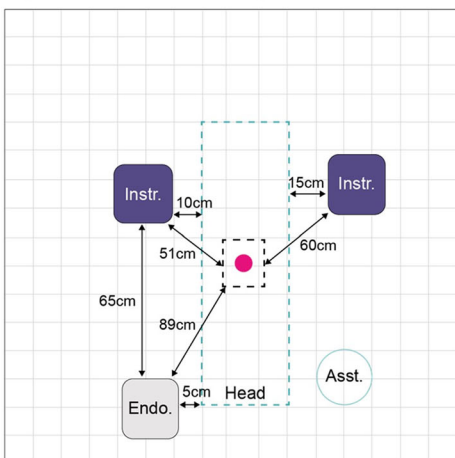 Instr.
10cm
15cm
Instr.
51cm
60cm
65cm
89cm
Endo.
5cm
Head
Asst.